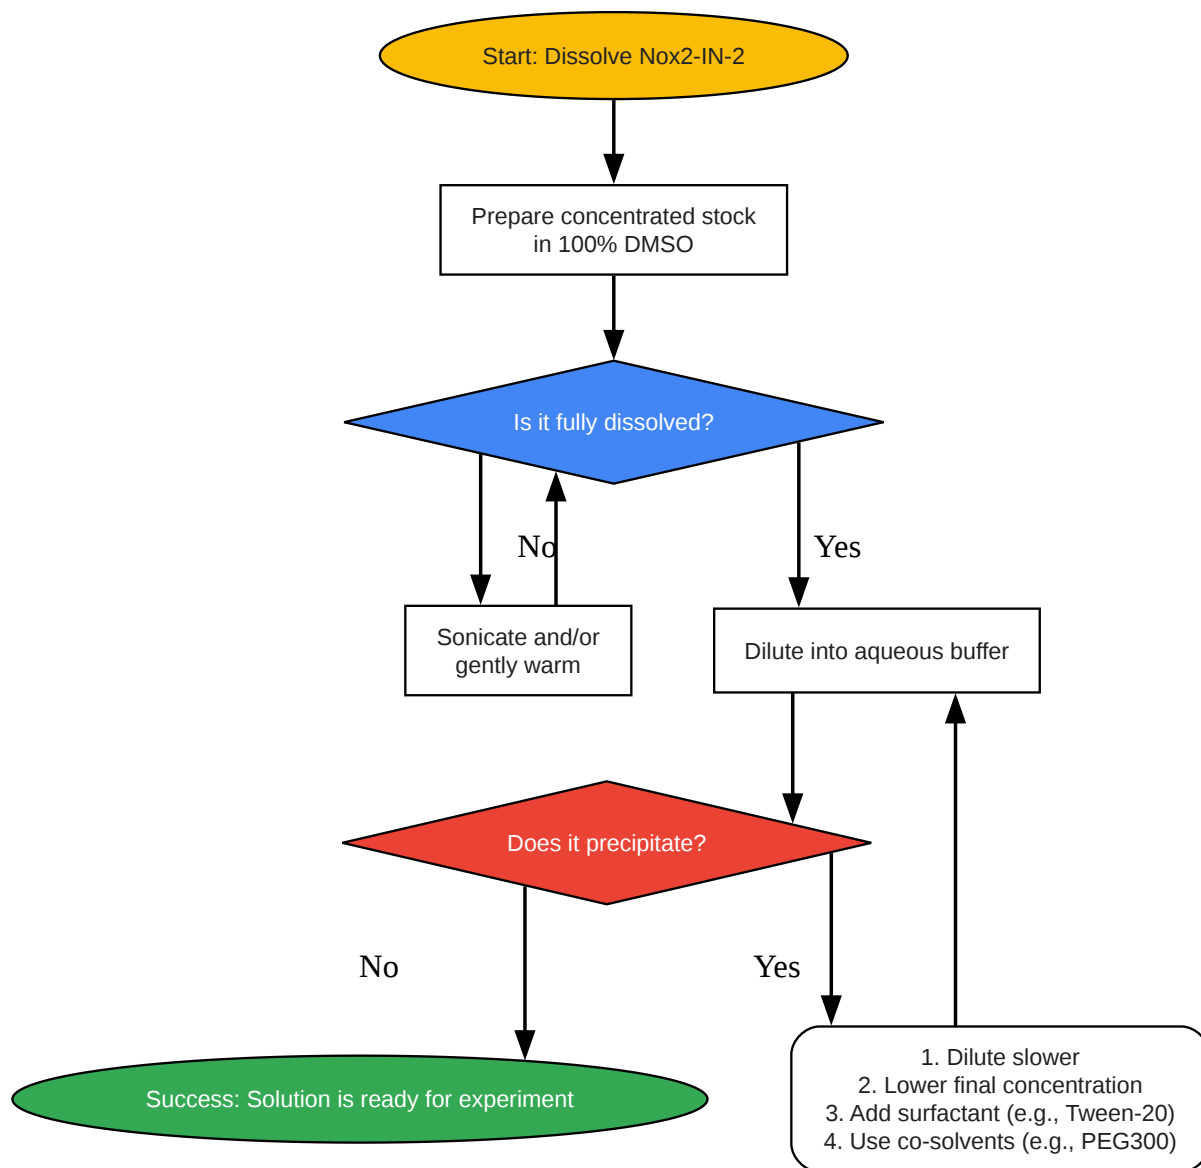 Start: Dissolve Nox2-IN-2
Prepare concentrated stock
in 100% DMSO
Is it fully dissolved?
No
Yes
Sonicate and/or
gently warm
Dilute into aqueous buffer
Does it precipitate?
No
Yes
Success: Solution is ready for experiment
1. Dilute slower
2. Lower final concentration
3. Add surfactant (e.g., Tween-20)
4. Use co-solvents (e.g., PEG300)